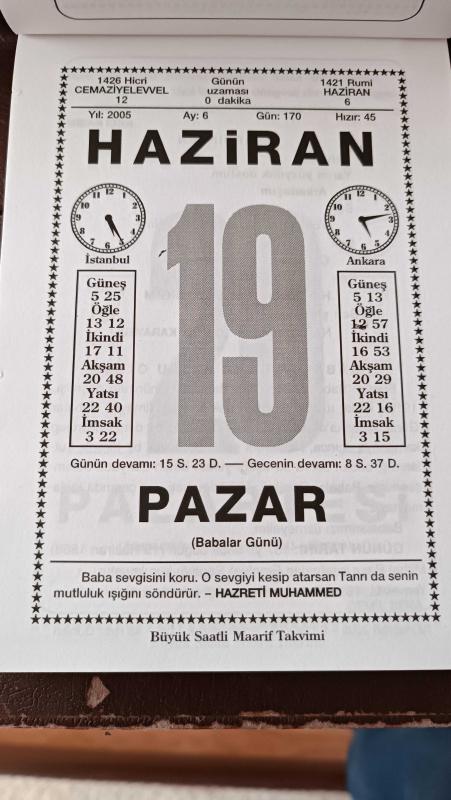 1426 Hicri
CEMAZİYELEVVEL
12
Günün
uzaması
0 dakika
1421 Rumi
HAZİRAN
6
Yıl: 2005 Ay: 6 Gün: 170 Hızır: 45
HAZİRAN
19
İstanbul
Güneş
5 25
Öğle
13 12
İkindi
17 11
Akşam
20 48
Yatsı
22 40
İmsak
3 22
Ankara
Güneş
5 13
Öğle
12 57
İkindi
16 53
Akşam
20 29
Yatsı
22 16
İmsak
3 15
Günün devamı: 15 S. 23 D. — Gecenin devamı: 8 S. 37 D.
PAZAR
(Babalar Günü)
Baba sevgisini koru. O sevgiyi kesip atarsan Tanrı da senin
mutluluk ışığını söndürür. – HAZRETİ MUHAMMED
Büyük Saatli Maarif Takvimi